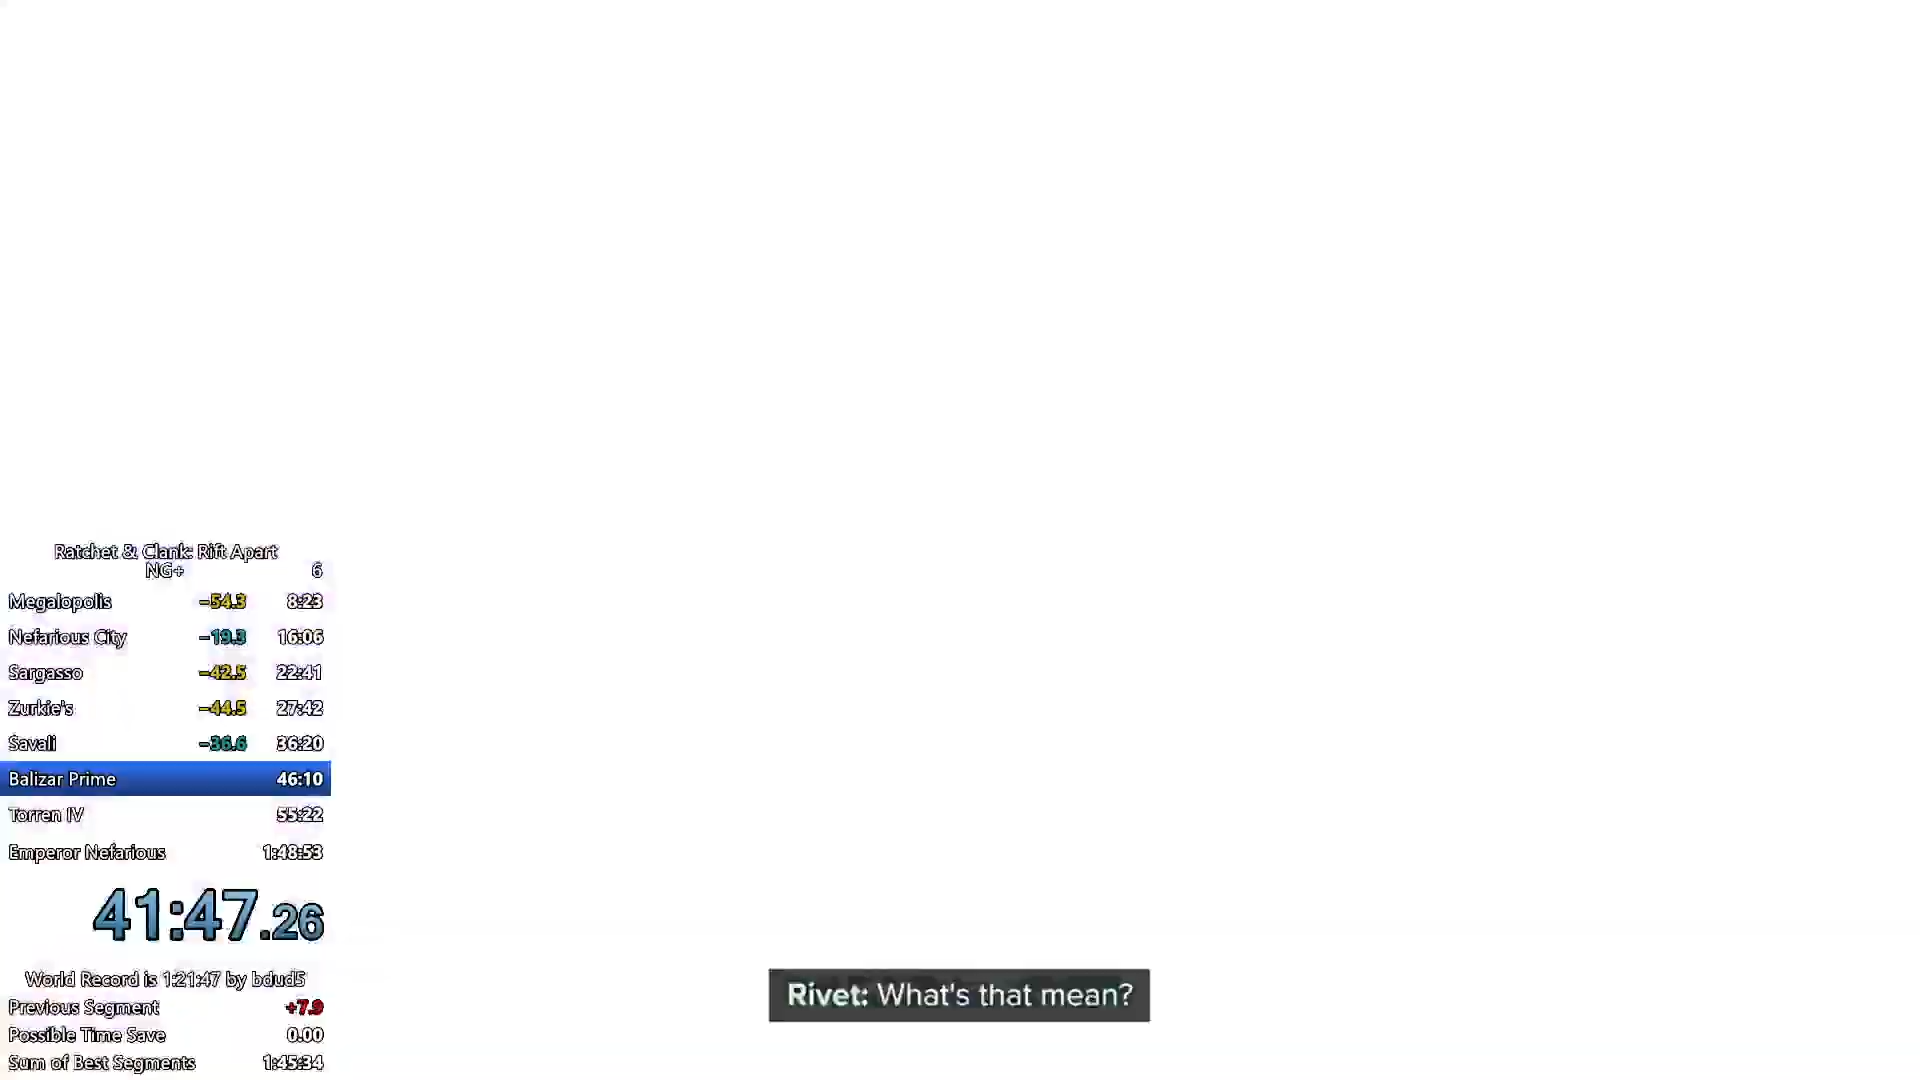 Ratchet & Clank: Rift Apart
NG+ 6
Megalopolis -54.3 8:23
Nefarious City -19.3 16:06
Sargasso -42.5 22:41
Zurkie's -44.5 27:42
Savali -36.6 36:20
Balizar Prime 46:10
Torren IV 55:22
Emperor Nefarious 1:48:53
41:47.26
World Record is 1:21:47 by bdud5
Previous Segment +7.9
Possible Time Save 0.00
Sum of Best Segments 1:45:34
Rivet: What's that mean?